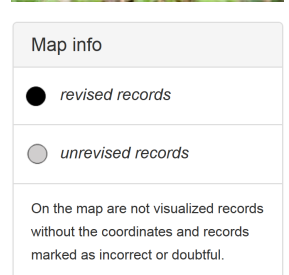 Map info
revised records
unrevised records
On the map are not visualized records
without the coordinates and records
marked as incorrect or doubtful.